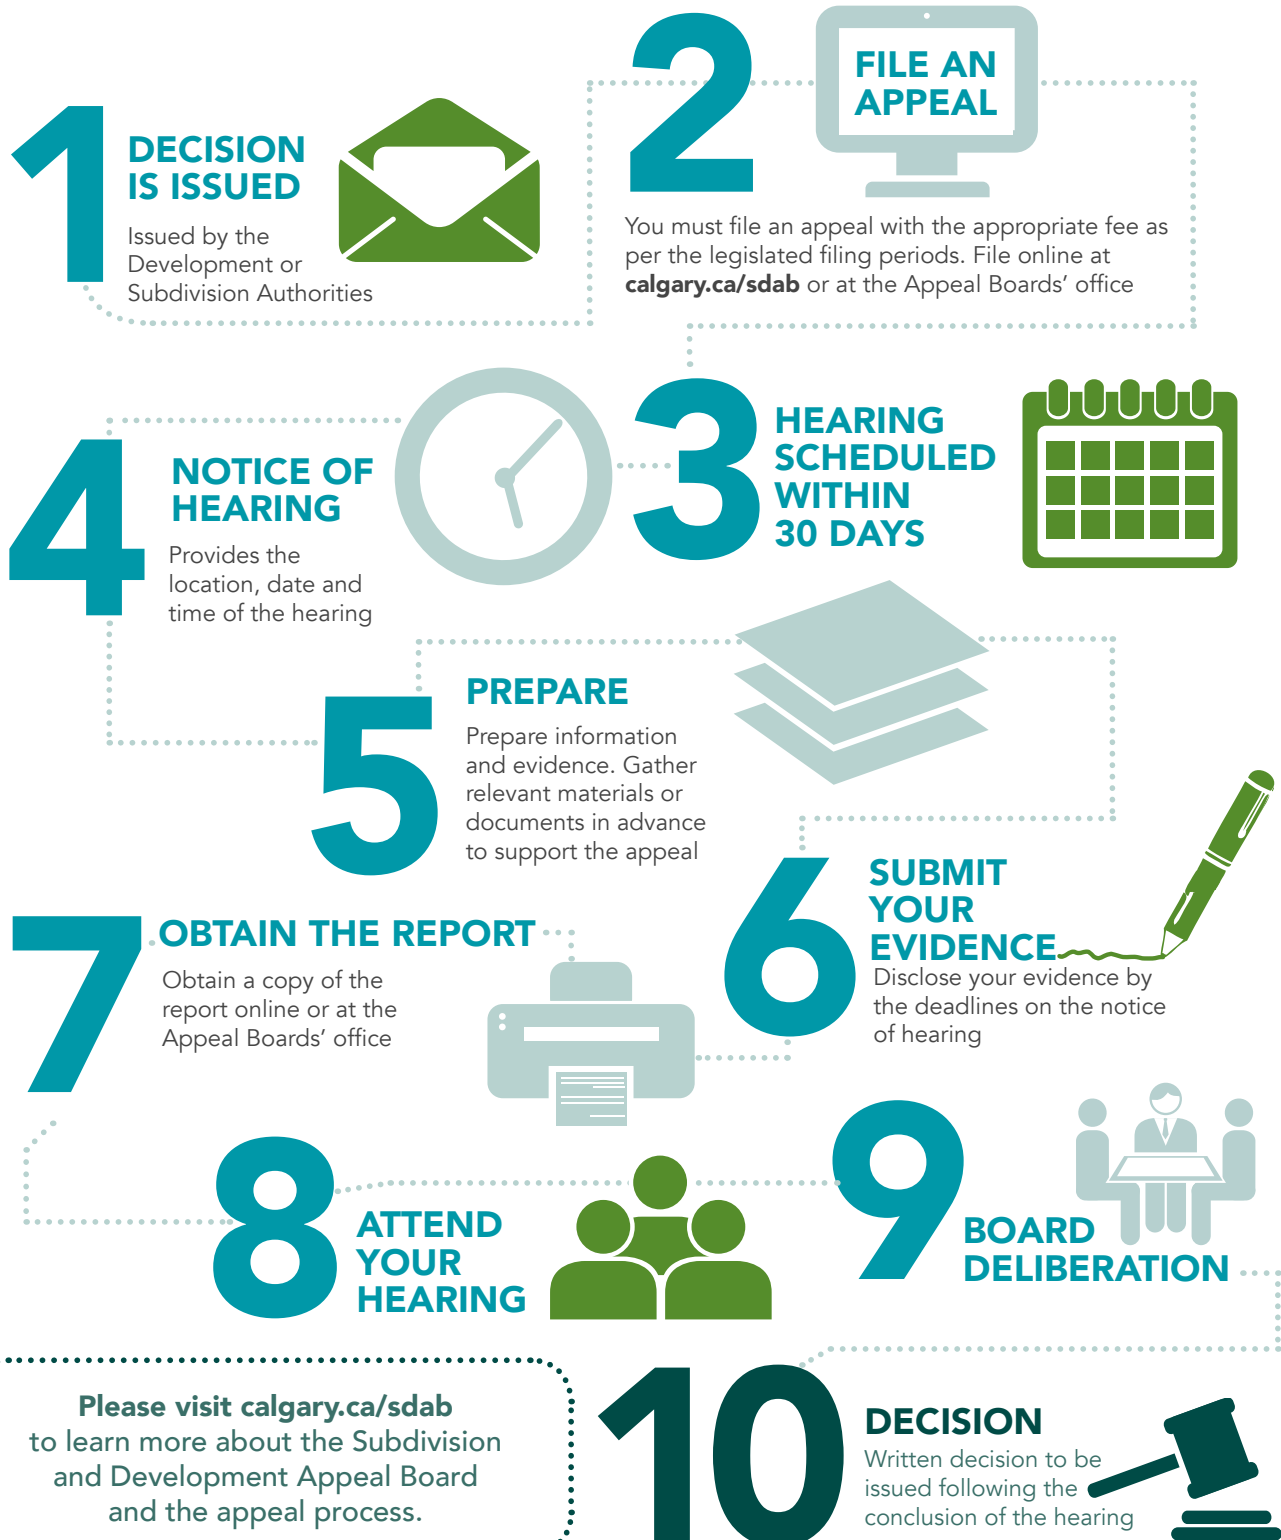 1
DECISION
IS ISSUED
Issued by the
Development or
Subdivision Authorities
2
FILE AN
APPEAL
You must file an appeal with the appropriate fee as
per the legislated filing periods. File online at
calgary.ca/sdab or at the Appeal Boards’ office
3
HEARING
SCHEDULED
WITHIN
30 DAYS
4
NOTICE OF
HEARING
Provides the
location, date and
time of the hearing
5
PREPARE
Prepare information
and evidence. Gather
relevant materials or
documents in advance
to support the appeal
6
SUBMIT
YOUR
EVIDENCE
Disclose your evidence by
the deadlines on the notice
of hearing
7
OBTAIN THE REPORT
Obtain a copy of the
report online or at the
Appeal Boards’ office
8
ATTEND
YOUR
HEARING
9
BOARD
DELIBERATION
10
DECISION
Written decision to be
issued following the
conclusion of the hearing
Please visit calgary.ca/sdab
to learn more about the Subdivision
and Development Appeal Board
and the appeal process.